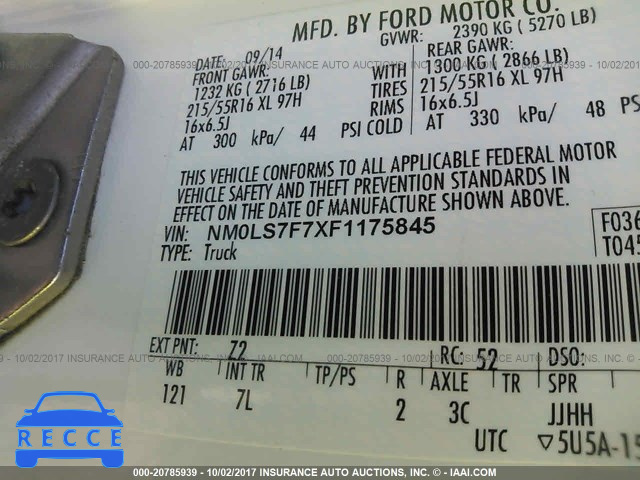 MFD. BY FORD MOTOR CO.
DATE: 09/14 GVWR: 2390 KG ( 5270 LB)
FRONT GAWR: REAR GAWR:
1232 KG ( 2716 LB) WITH 1300 KG ( 2866 LB)
215/55R16 XL 97H TIRES 215/55R16 XL 97H
16x6.5J RIMS 16x6.5J
AT 300 kPa/ 44 PSI COLD AT 330 kPa/ 48 PS
THIS VEHICLE CONFORMS TO ALL APPLICABLE FEDERAL MOTOR
VEHICLE SAFETY AND THEFT PREVENTION STANDARDS IN
EFFECT ON THE DATE OF MANUFACTURE SHOWN ABOVE.
VIN: NM0LS7F7XF1175845
TYPE: Truck
F036
T045
EXT PNT: Z2 RC: 52 DSO:
WB INT TR TP/PS R AXLE TR SPR
121 7L 2 3C JJHH
UTC ▽5U5A-15
000-20785939 - 10/02/2017 INSURANCE AUTO AUCTIONS, INC. © - IAAI.COM
RECCE